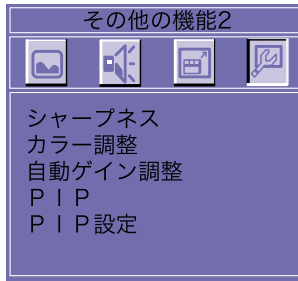 その他の機能2
シャープネス
カラー調整
自動ゲイン調整
ＰＩＰ
ＰＩＰ設定